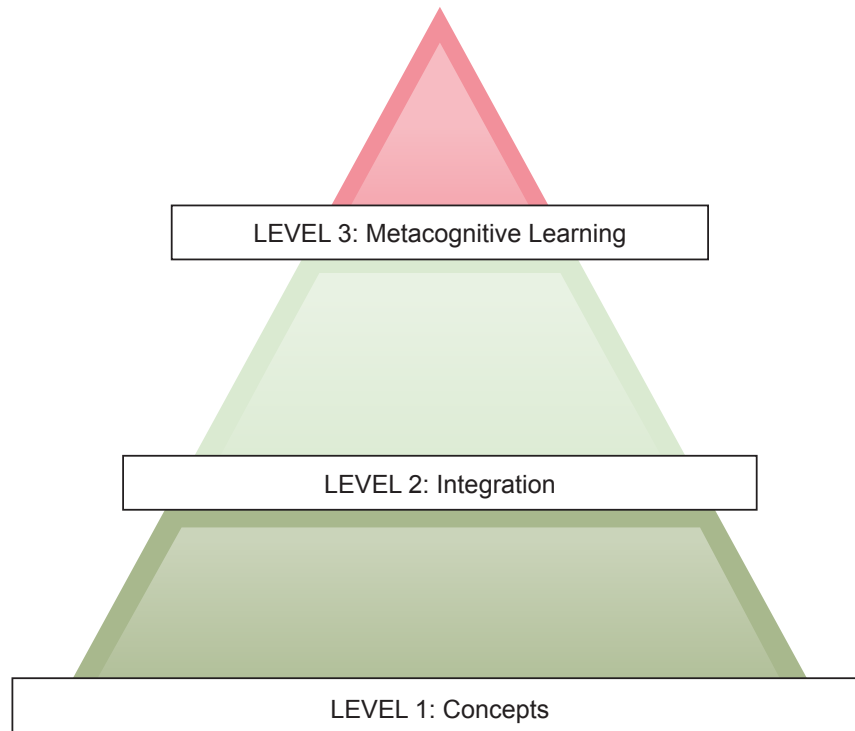 LEVEL 3: Metacognitive Learning
LEVEL 2: Integration
LEVEL 1: Concepts